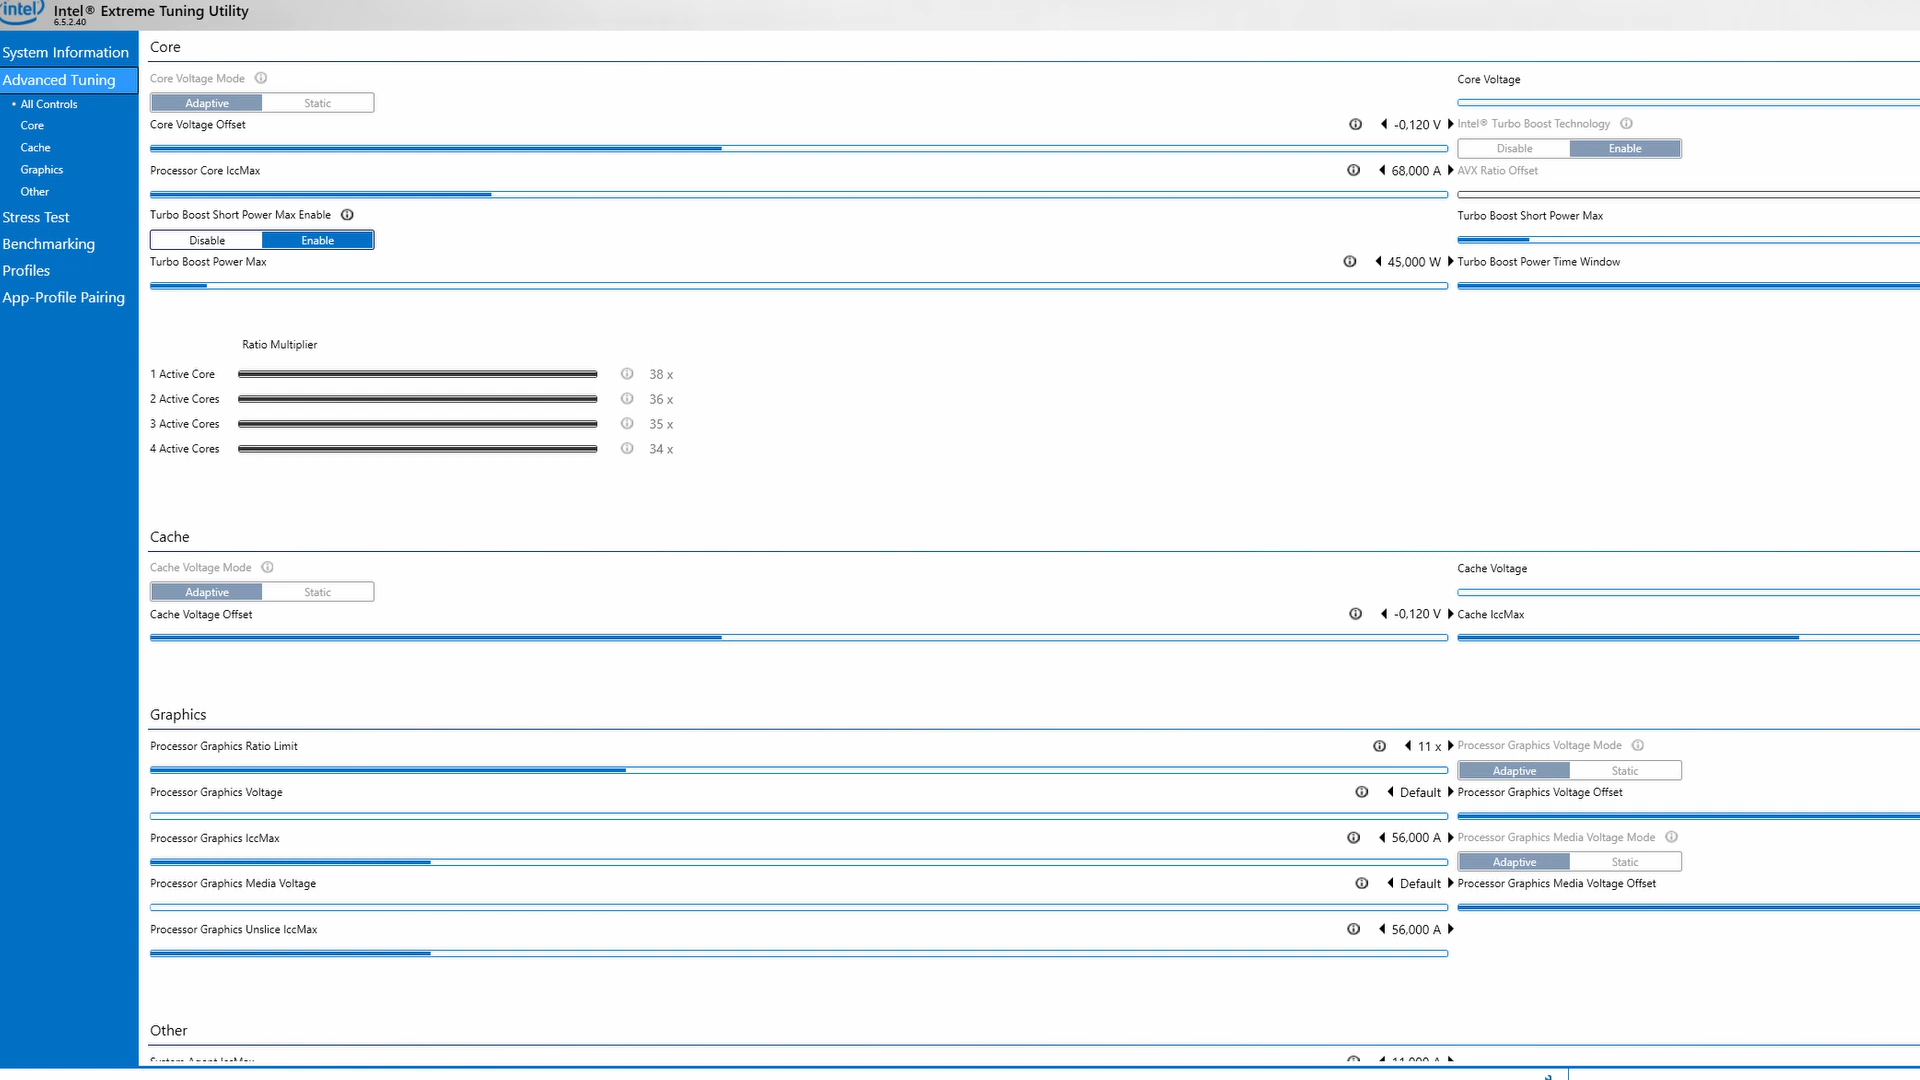 intel
Intel® Extreme Tuning Utility
6.5.2.40
System Information
Advanced Tuning
• All Controls
Core
Cache
Graphics
Other
Stress Test
Benchmarking
Profiles
App-Profile Pairing
Core
Core Voltage Mode
Adaptive Static
Core Voltage
Core Voltage Offset -0,120 V
Intel® Turbo Boost Technology
Disable Enable
Processor Core IccMax 68,000 A
AVX Ratio Offset
Turbo Boost Short Power Max Enable
Disable Enable
Turbo Boost Short Power Max
Turbo Boost Power Max 45,000 W
Turbo Boost Power Time Window
Ratio Multiplier
1 Active Core 38 x
2 Active Cores 36 x
3 Active Cores 35 x
4 Active Cores 34 x
Cache
Cache Voltage Mode
Adaptive Static
Cache Voltage
Cache Voltage Offset -0,120 V
Cache IccMax
Graphics
Processor Graphics Ratio Limit 11 x
Processor Graphics Voltage Mode
Adaptive Static
Processor Graphics Voltage Default
Processor Graphics Voltage Offset
Processor Graphics IccMax 56,000 A
Processor Graphics Media Voltage Mode
Adaptive Static
Processor Graphics Media Voltage Default
Processor Graphics Media Voltage Offset
Processor Graphics Unslice IccMax 56,000 A
Other
System Agent IccMax 11,000 A